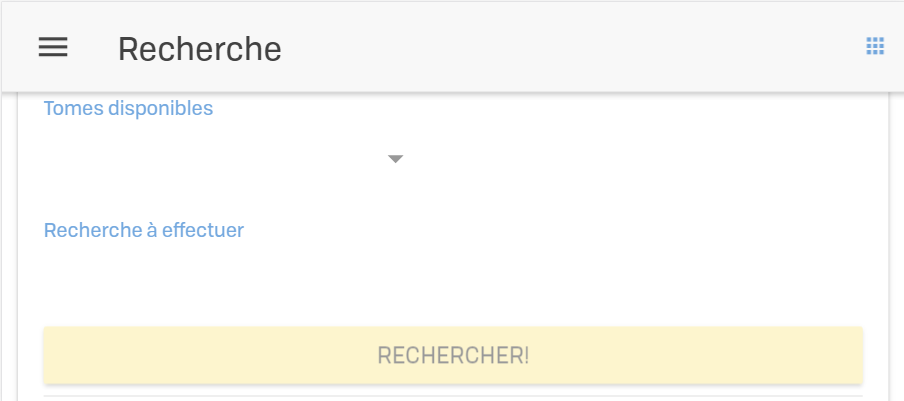 Recherche
Tomes disponibles
Recherche à effectuer
RECHERCHER!